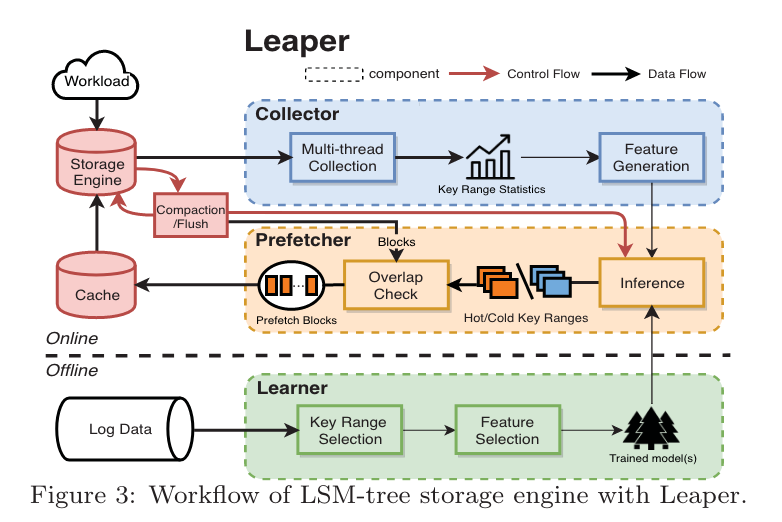 Leaper
component
Control Flow
Data Flow
Workload
Collector
Storage
Engine
Multi-thread
Collection
Key Range Statistics
Feature
Generation
Compaction
/Flush
Prefetcher
Blocks
Cache
Prefetch Blocks
Overlap
Check
Hot/Cold Key Ranges
Inference
Online
Offline
Learner
Log Data
Key Range
Selection
Feature
Selection
Trained model(s)
Figure 3: Workflow of LSM-tree storage engine with Leaper.